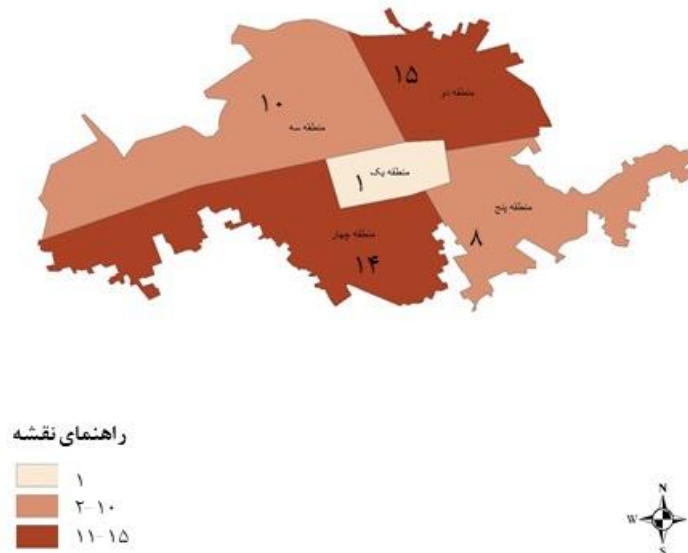 ۱۵
منطقه دو
۱۰
منطقه سه
منطقه یک
۱
منطقه پنج
۸
منطقه چهار
۱۴
راهنمای نقشه
۱
۲-۱۰
۱۱-۱۵
N
W
S